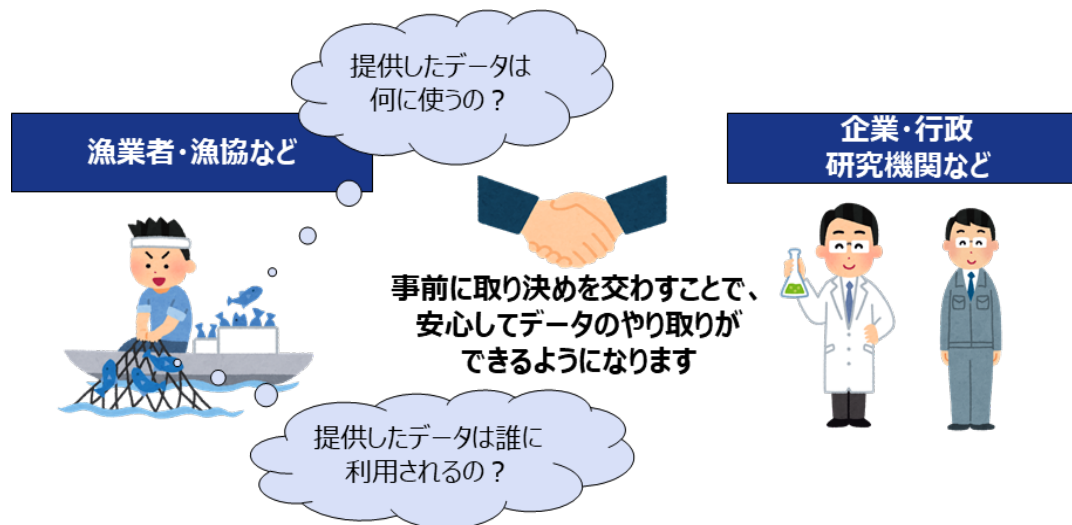 提供したデータは
何に使うの？
漁業者・漁協など
企業・行政
研究機関など
事前に取り決めを交わすことで、
安心してデータのやり取りが
できるようになります
提供したデータは誰に
利用されるの？